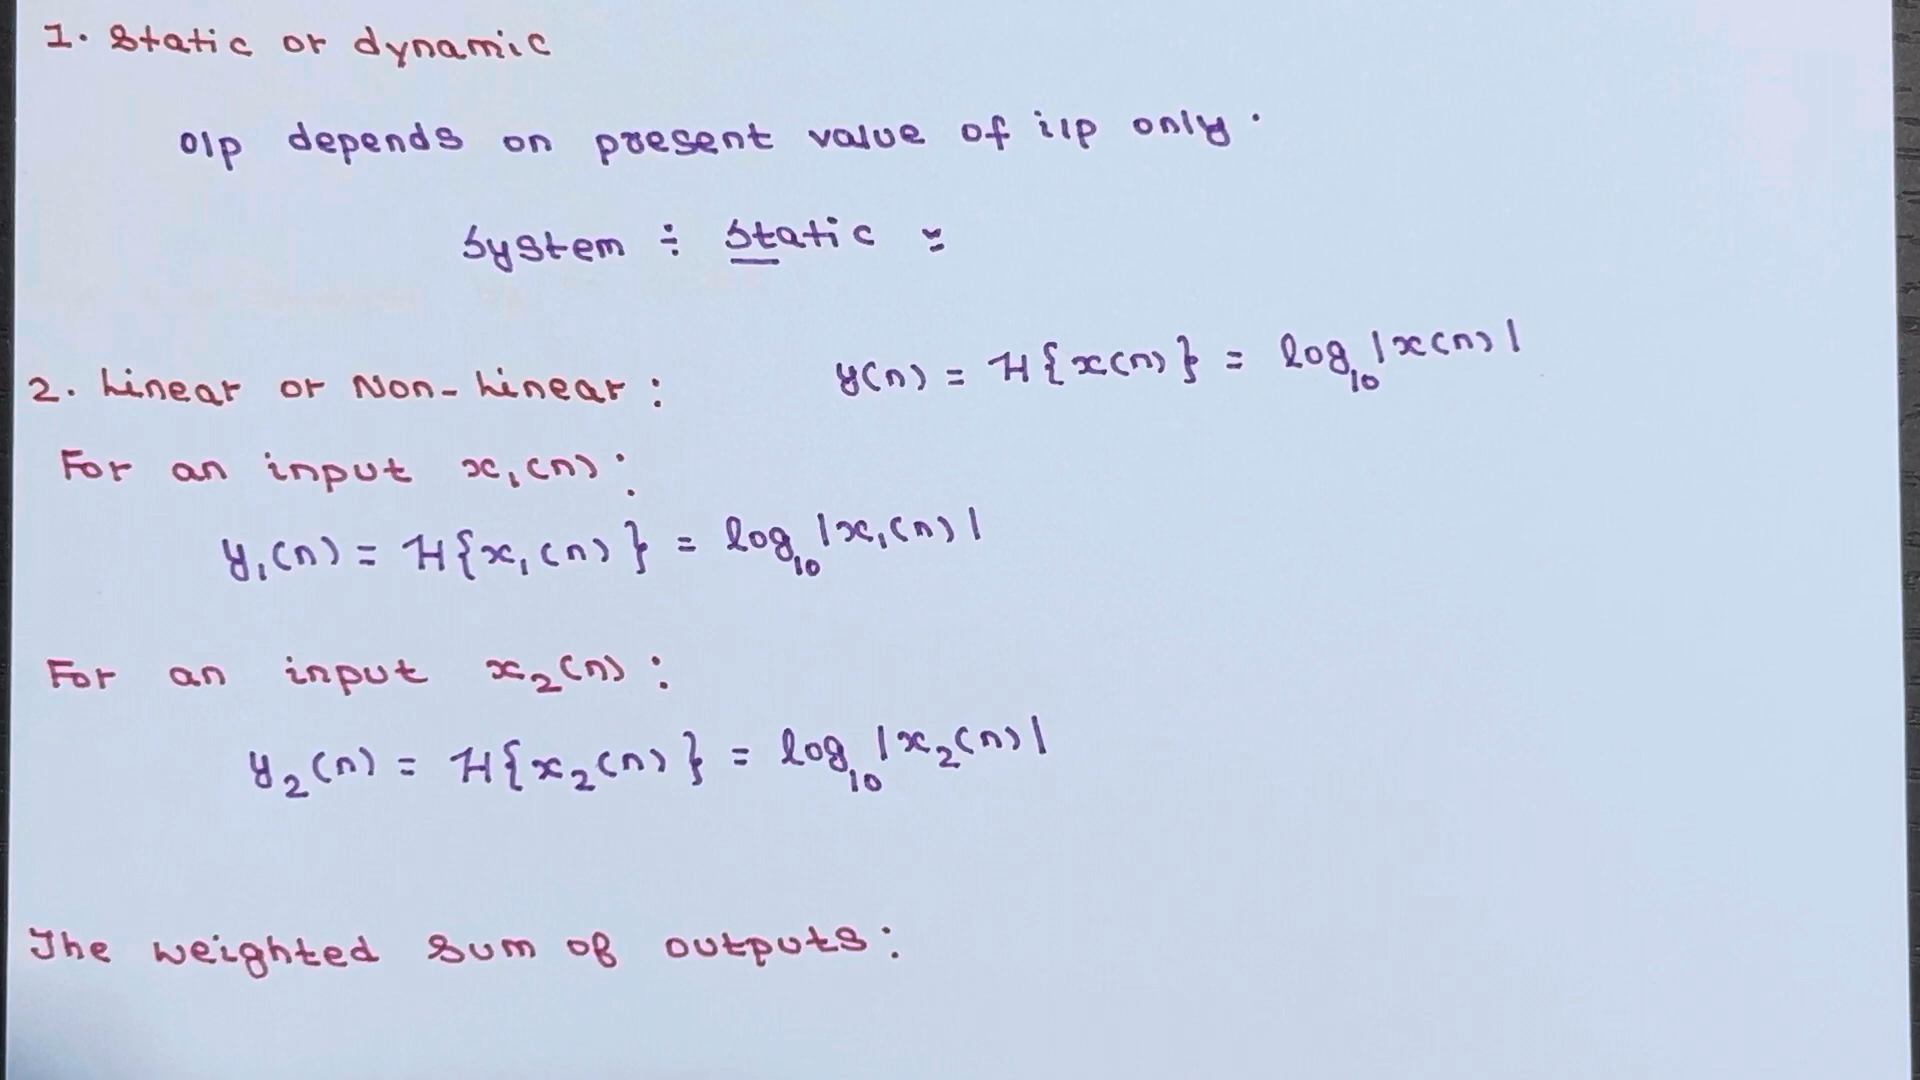 1. Static or dynamic
o/p depends on present value of i/p only.
System : Static
2. Linear or Non-Linear : y(n) = H{x(n)} = log₁₀|x(n)|
For an input x₁(n):
y₁(n) = H{x₁(n)} = log₁₀|x₁(n)|
For an input x₂(n):
y₂(n) = H{x₂(n)} = log₁₀|x₂(n)|
The weighted sum of outputs: